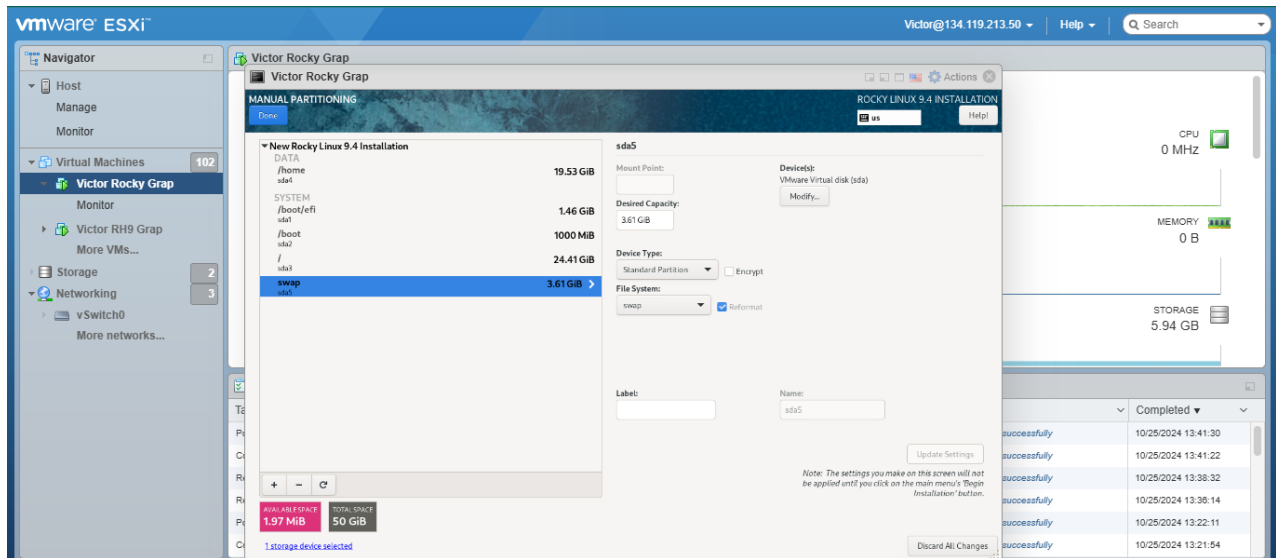 vmware ESXi™
Victor@134.119.213.50
Help
Search
Navigator
Host
Manage
Monitor
Virtual Machines 102
Victor Rocky Grap
Monitor
Victor RH9 Grap
More VMs...
Storage 2
Networking 3
vSwitch0
More networks...
Victor Rocky Grap
Victor Rocky Grap
Actions
MANUAL PARTITIONING
Done
ROCKY LINUX 9.4 INSTALLATION
us
Help!
New Rocky Linux 9.4 Installation
DATA
/home 19.53 GiB
sda4
SYSTEM
/boot/efi 1.46 GiB
sda1
/boot 1000 MiB
sda2
/ 24.41 GiB
sda3
swap 3.61 GiB
sda5
+ -
AVAILABLE SPACE
1.97 MiB
TOTAL SPACE
50 GiB
1 storage device selected
sda5
Mount Point:
Desired Capacity:
3.61 GiB
Device(s):
VMware Virtual disk (sda)
Modify...
Device Type:
Standard Partition
Encrypt
File System:
swap
Reformat
Label:
Name:
sda5
Update Settings
Note: The settings you make on this screen will not
be applied until you click on the main menu's 'Begin
Installation' button.
Discard All Changes
CPU
0 MHz
MEMORY
0 B
STORAGE
5.94 GB
Completed
successfully 10/25/2024 13:41:30
successfully 10/25/2024 13:41:22
successfully 10/25/2024 13:38:32
successfully 10/25/2024 13:36:14
successfully 10/25/2024 13:22:11
successfully 10/25/2024 13:21:54